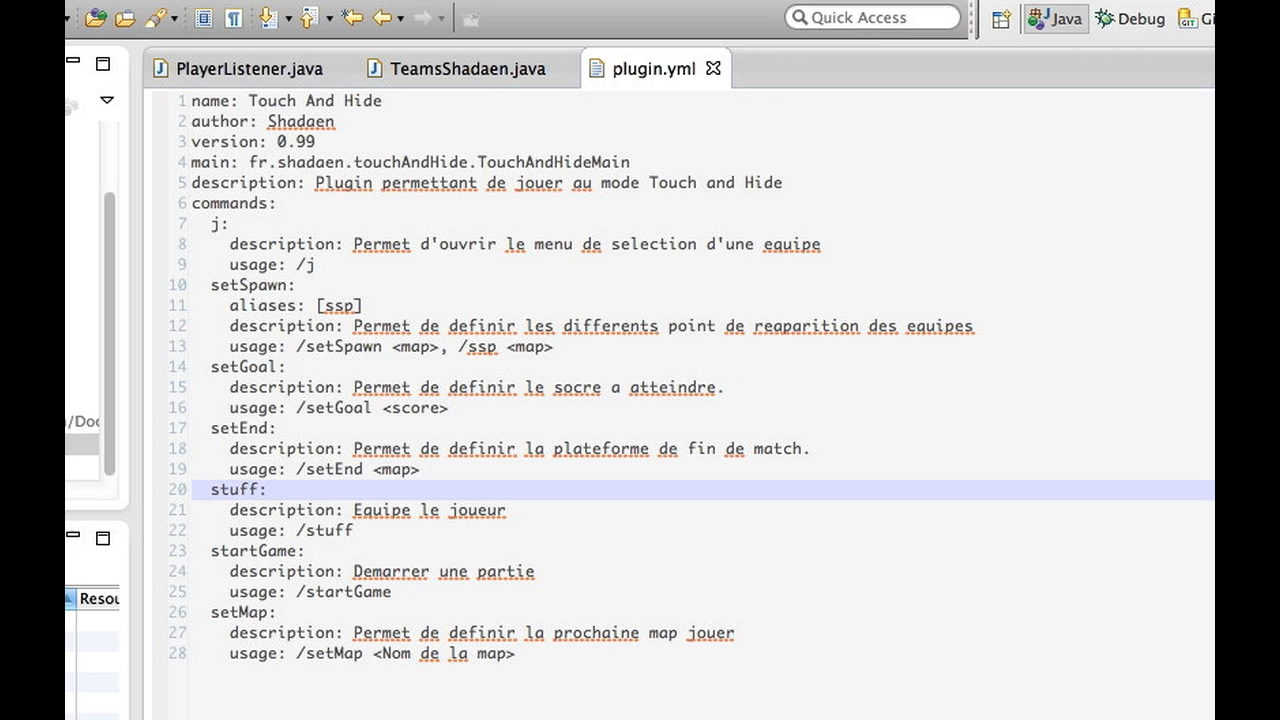 Quick Access
Java
Debug
GIT
PlayerListener.java
TeamsShadaen.java
plugin.yml
1 name: Touch And Hide
2 author: Shadaen
3 version: 0.99
4 main: fr.shadaen.touchAndHide.TouchAndHideMain
5 description: Plugin permettant de jouer au mode Touch and Hide
6 commands:
7 j:
8 description: Permet d'ouvrir le menu de selection d'une equipe
9 usage: /j
10 setSpawn:
11 aliases: [ssp]
12 description: Permet de definir les differents point de reaparition des equipes
13 usage: /setSpawn <map>, /ssp <map>
14 setGoal:
15 description: Permet de definir le socre a atteindre.
16 usage: /setGoal <score>
17 setEnd:
18 description: Permet de definir la plateforme de fin de match.
19 usage: /setEnd <map>
20 stuff:
21 description: Equipe le joueur
22 usage: /stuff
23 startGame:
24 description: Demarrer une partie
25 usage: /startGame
26 setMap:
27 description: Permet de definir la prochaine map jouer
28 usage: /setMap <Nom de la map>
/Doc
Resou